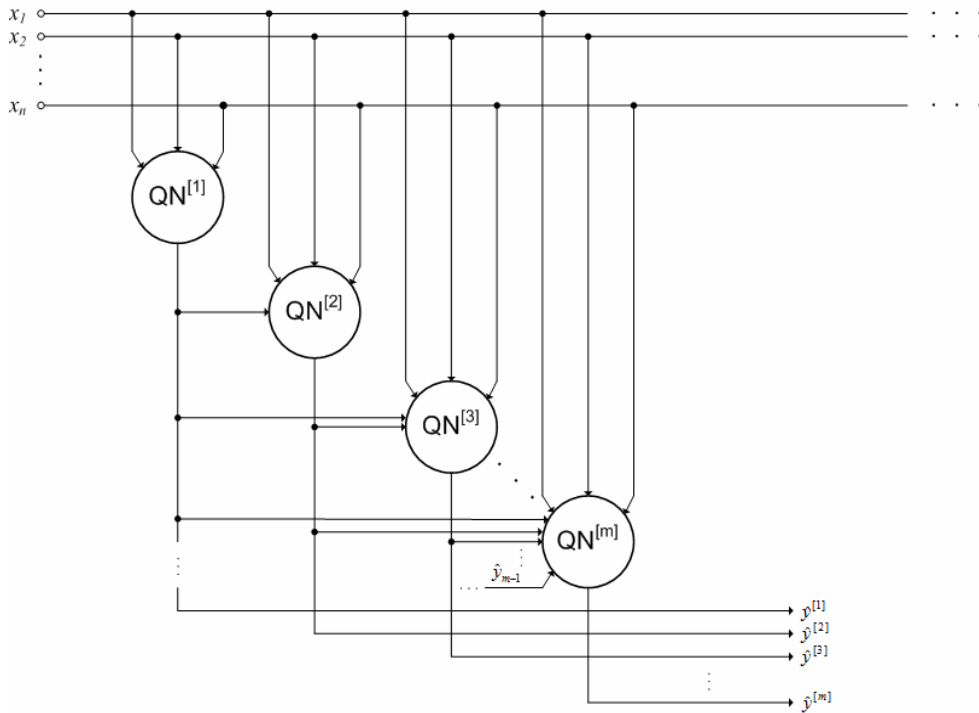 x₁
x₂
xₙ
QN^[1]
QN^[2]
QN^[3]
QN^[m]
ŷₘ₋₁
ŷ^[1]
ŷ^[2]
ŷ^[3]
ŷ^[m]